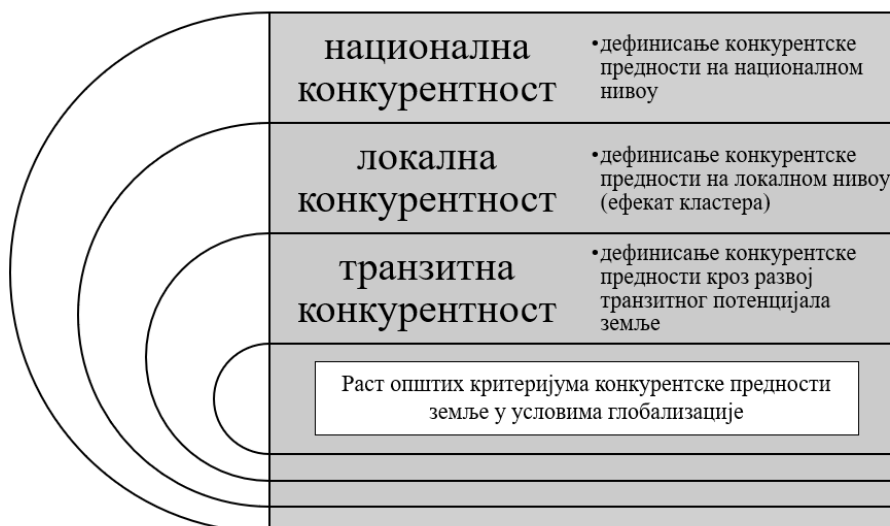 национална
конкурентност
•дефинисање конкурентске
предности на националном
нивоу
локална
конкурентност
•дефинисање конкурентске
предности на локалном нивоу
(ефекат кластера)
транзитна
конкурентност
•дефинисање конкурентске
предности кроз развој
транзитног потенцијала
земље
Раст општих критеријума конкурентске предности
земље у условима глобализације